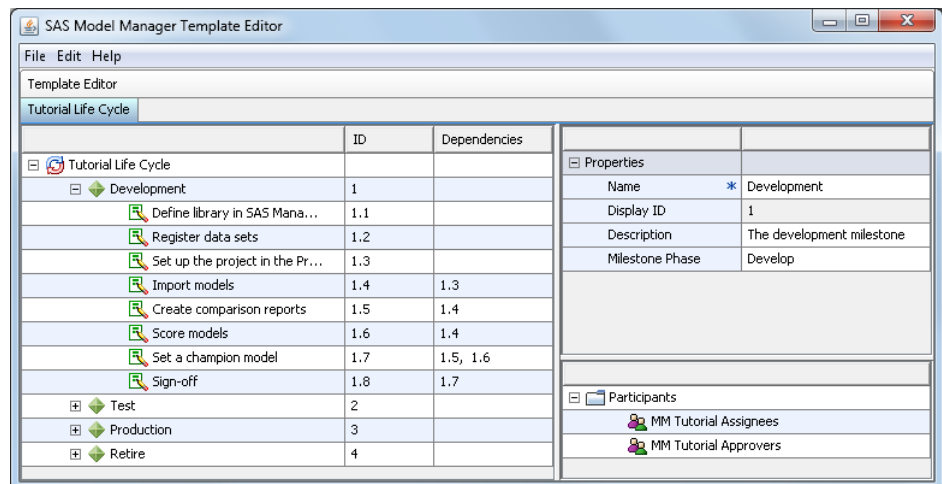 SAS Model Manager Template Editor
File Edit Help
Template Editor
Tutorial Life Cycle
ID Dependencies
Tutorial Life Cycle
Development 1
Define library in SAS Mana... 1.1
Register data sets 1.2
Set up the project in the Pr... 1.3
Import models 1.4 1.3
Create comparison reports 1.5 1.4
Score models 1.6 1.4
Set a champion model 1.7 1.5, 1.6
Sign-off 1.8 1.7
Test 2
Production 3
Retire 4
Properties
Name * Development
Display ID 1
Description The development milestone
Milestone Phase Develop
Participants
MM Tutorial Assignees
MM Tutorial Approvers